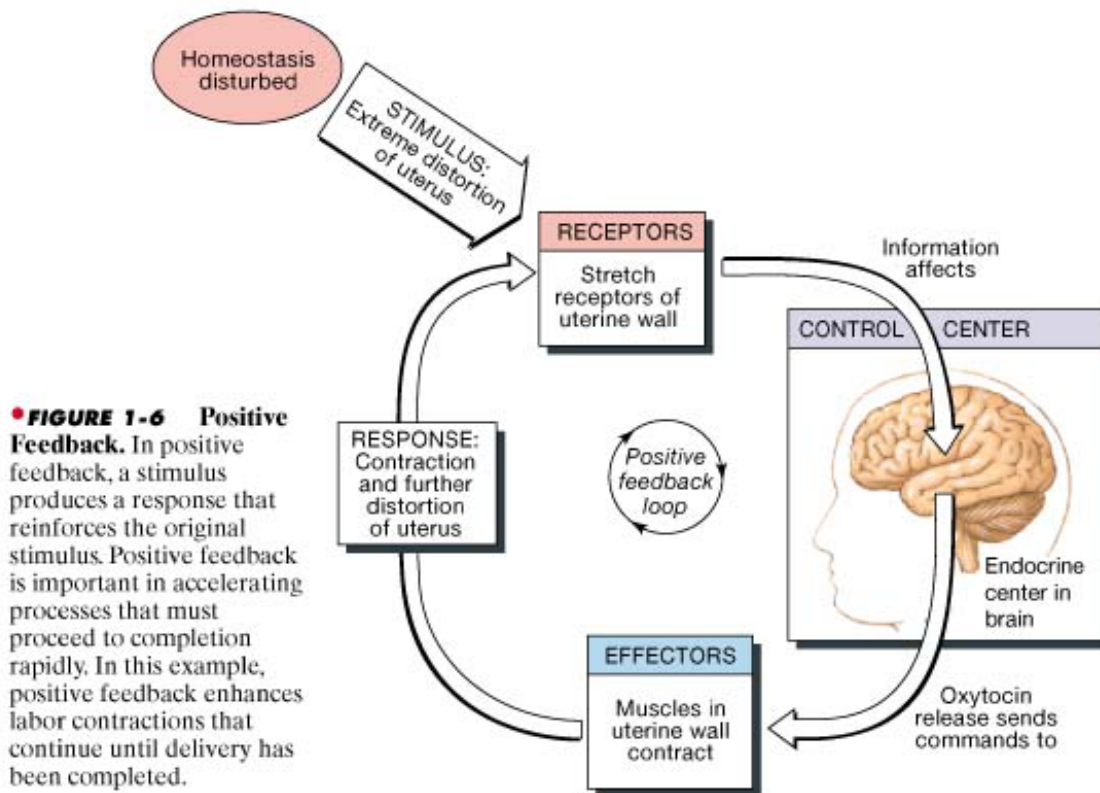 Homeostasis
disturbed
STIMULUS:
Extreme distortion
of uterus
RECEPTORS
Stretch
receptors of
uterine wall
Information
affects
CONTROL CENTER
Endocrine
center in
brain
Oxytocin
release sends
commands to
EFFECTORS
Muscles in
uterine wall
contract
RESPONSE:
Contraction
and further
distortion
of uterus
Positive
feedback
loop
•FIGURE 1-6 Positive
Feedback. In positive
feedback, a stimulus
produces a response that
reinforces the original
stimulus. Positive feedback
is important in accelerating
processes that must
proceed to completion
rapidly. In this example,
positive feedback enhances
labor contractions that
continue until delivery has
been completed.